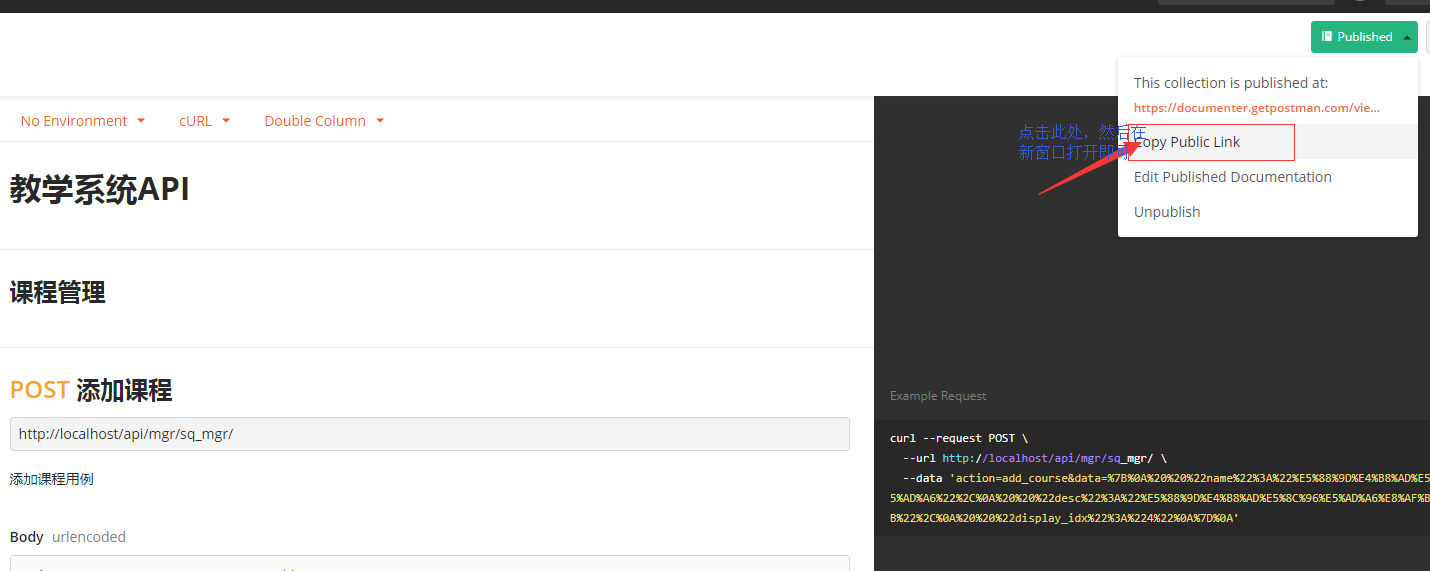 Published
This collection is published at:
https://documenter.getpostman.com/vie...
No Environment
cURL
Double Column
点击此处，然后在
新窗口打开即可
Copy Public Link
Edit Published Documentation
Unpublish
教学系统API
课程管理
POST 添加课程
http://localhost/api/mgr/sq_mgr/
添加课程用例
Body urlencoded
Example Request
curl --request POST \
--url http://localhost/api/mgr/sq_mgr/ \
--data 'action=add_course&data=%7B%0A%20%20%22name%22%3A%22%E5%88%9D%E4%B8%AD%E5
5%AD%A6%22%2C%0A%20%20%22desc%22%3A%22%E5%88%9D%E4%B8%AD%E5%8C%96%E5%AD%A6%E8%AF%B
B%22%2C%0A%20%20%22display_idx%22%3A%224%22%0A%7D%0A'